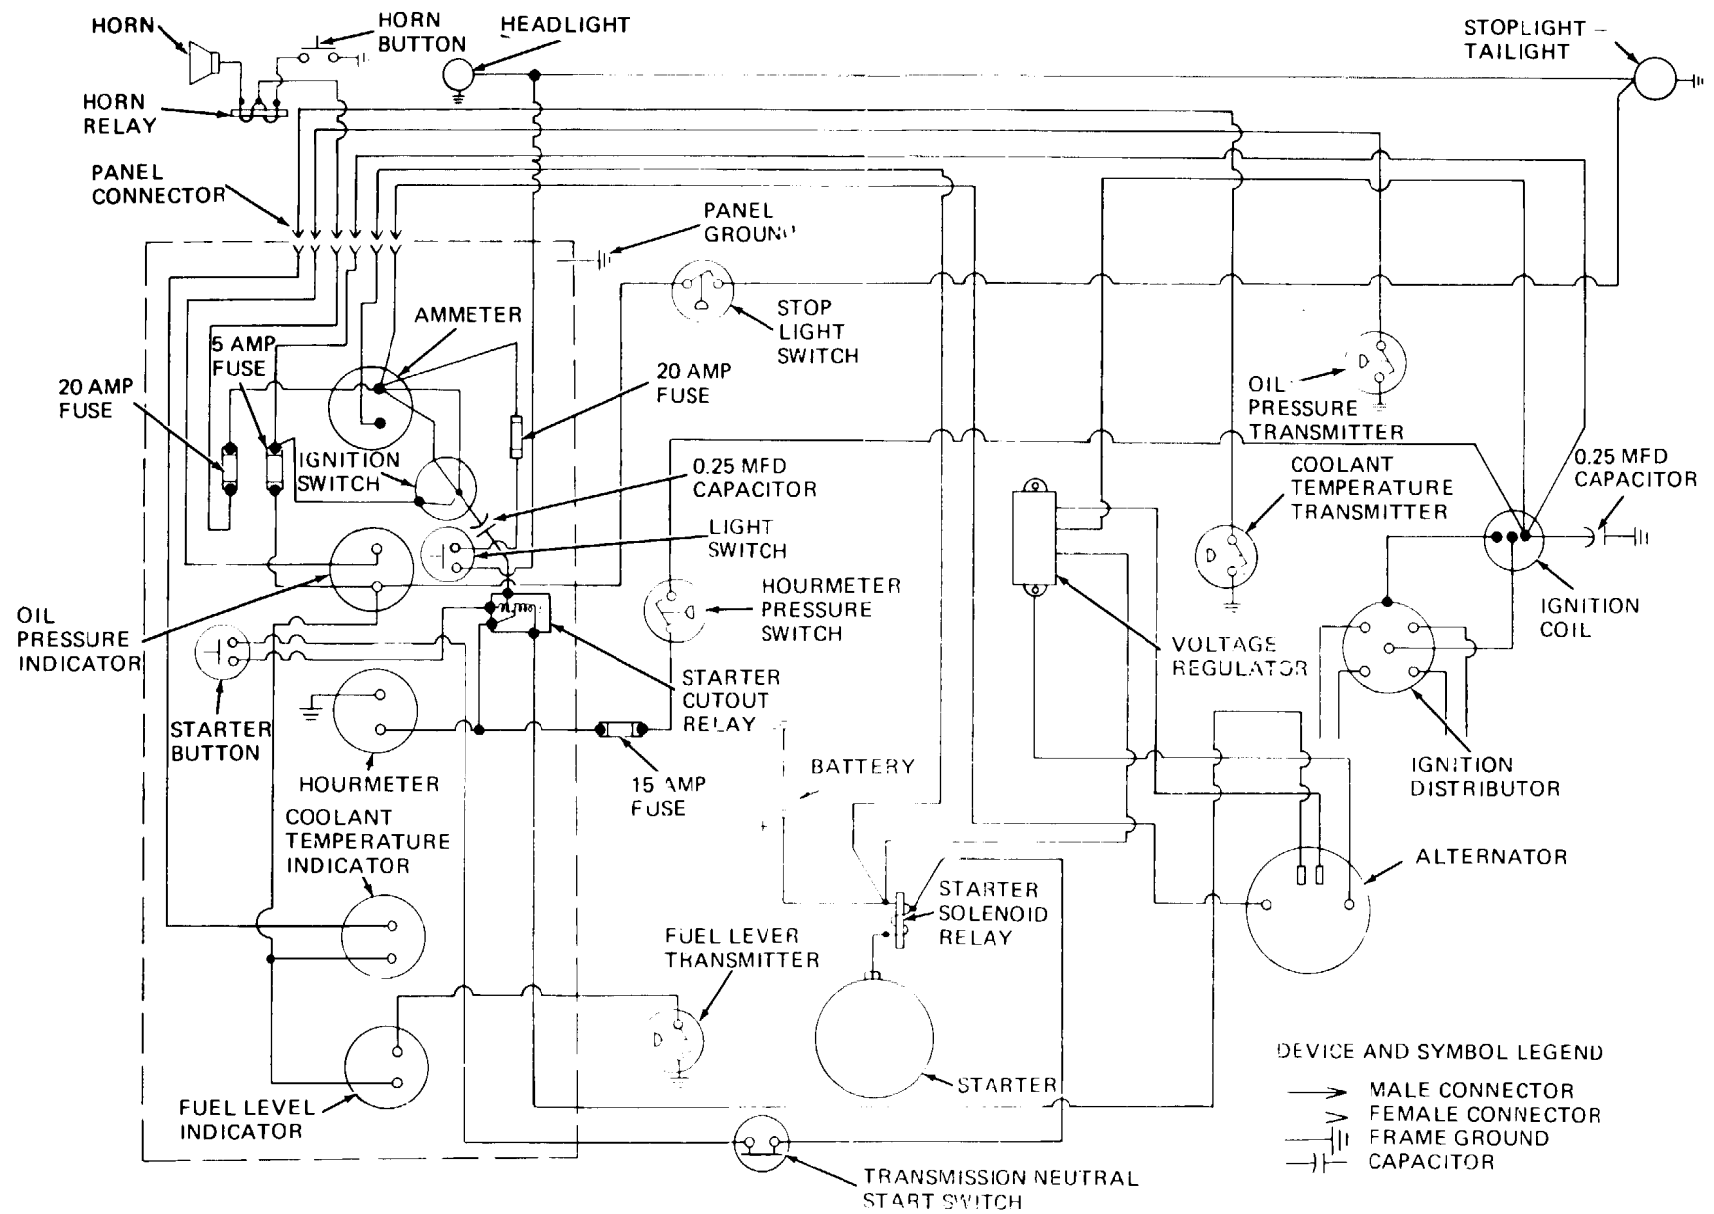 HORN
HORN
BUTTON
HEADLIGHT
STOPLIGHT –
TAILIGHT
HORN
RELAY
PANEL
CONNECTOR
PANEL
GROUND
AMMETER
STOP
LIGHT
SWITCH
5 AMP
FUSE
20 AMP
FUSE
20 AMP
FUSE
OIL
PRESSURE
TRANSMITTER
IGNITION
SWITCH
0.25 MFD
CAPACITOR
COOLANT
TEMPERATURE
TRANSMITTER
0.25 MFD
CAPACITOR
LIGHT
SWITCH
HOURMETER
PRESSURE
SWITCH
OIL
PRESSURE
INDICATOR
IGNITION
COIL
VOLTAGE
REGULATOR
STARTER
CUTOUT
RELAY
STARTER
BUTTON
HOURMETER
15 AMP
FUSE
BATTERY
+
IGNITION
DISTRIBUTOR
COOLANT
TEMPERATURE
INDICATOR
ALTERNATOR
STARTER
SOLENOID
RELAY
FUEL LEVER
TRANSMITTER
STARTER
FUEL LEVEL
INDICATOR
TRANSMISSION NEUTRAL
START SWITCH
DEVICE AND SYMBOL LEGEND
MALE CONNECTOR
FEMALE CONNECTOR
FRAME GROUND
CAPACITOR